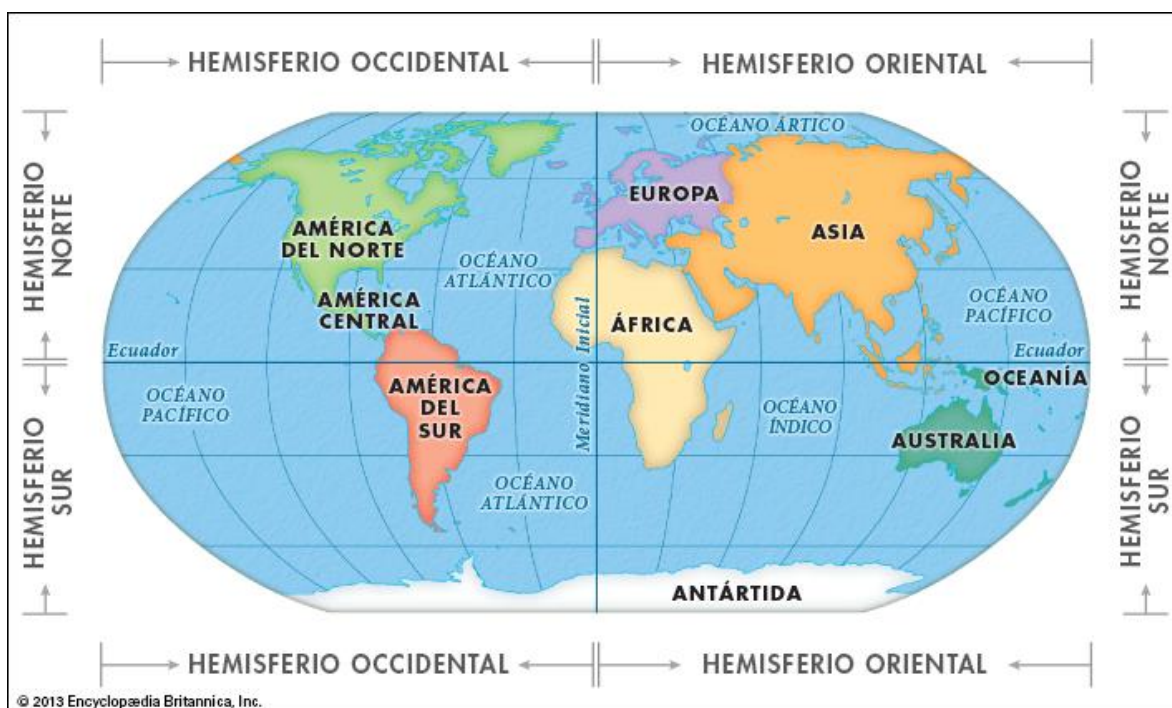 HEMISFERIO OCCIDENTAL
HEMISFERIO ORIENTAL
HEMISFERIO
NORTE
HEMISFERIO
NORTE
OCÉANO ÁRTICO
EUROPA
ASIA
AMÉRICA
DEL NORTE
OCÉANO
ATLÁNTICO
AMÉRICA
CENTRAL
ÁFRICA
OCÉANO
PACÍFICO
Meridiano Inicial
Ecuador
Ecuador
OCEANÍA
OCÉANO
PACÍFICO
AMÉRICA
DEL
SUR
OCÉANO
ÍNDICO
AUSTRALIA
OCÉANO
ATLÁNTICO
HEMISFERIO
SUR
HEMISFERIO
SUR
ANTÁRTIDA
HEMISFERIO OCCIDENTAL
HEMISFERIO ORIENTAL
© 2013 Encyclopædia Britannica, Inc.